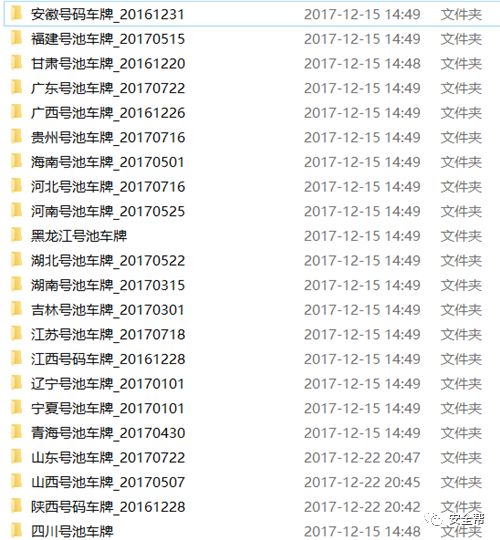 安徽号码车牌_20161231 2017-12-15 14:49 文件夹
福建号池车牌_20170515 2017-12-15 14:49 文件夹
甘肃号池车牌_20161220 2017-12-15 14:48 文件夹
广东号池车牌_20170722 2017-12-15 14:49 文件夹
广西号池车牌_20161226 2017-12-15 14:49 文件夹
贵州号池车牌_20170716 2017-12-15 14:49 文件夹
海南号池车牌_20170501 2017-12-15 14:49 文件夹
河北号池车牌_20170716 2017-12-15 14:49 文件夹
河南号池车牌_20170525 2017-12-15 14:49 文件夹
黑龙江号池车牌 2017-12-15 14:49 文件夹
湖北号池车牌_20170522 2017-12-15 14:49 文件夹
湖南号池车牌_20170315 2017-12-15 14:49 文件夹
吉林号池车牌_20170301 2017-12-15 14:49 文件夹
江苏号池车牌_20170718 2017-12-15 14:49 文件夹
江西号码车牌_20161228 2017-12-15 14:49 文件夹
辽宁号池车牌_20170101 2017-12-15 14:49 文件夹
宁夏号池车牌_20170101 2017-12-15 14:49 文件夹
青海号池车牌_20170430 2017-12-15 14:49 文件夹
山东号池车牌_20170722 2017-12-22 20:47 文件夹
山西号池车牌_20170507 2017-12-22 20:45 文件夹
陕西号码车牌_20161228 2017-12-22 20:42 文件夹
安全帮
四川号池车牌 2017-12-15 14:48 文件夹